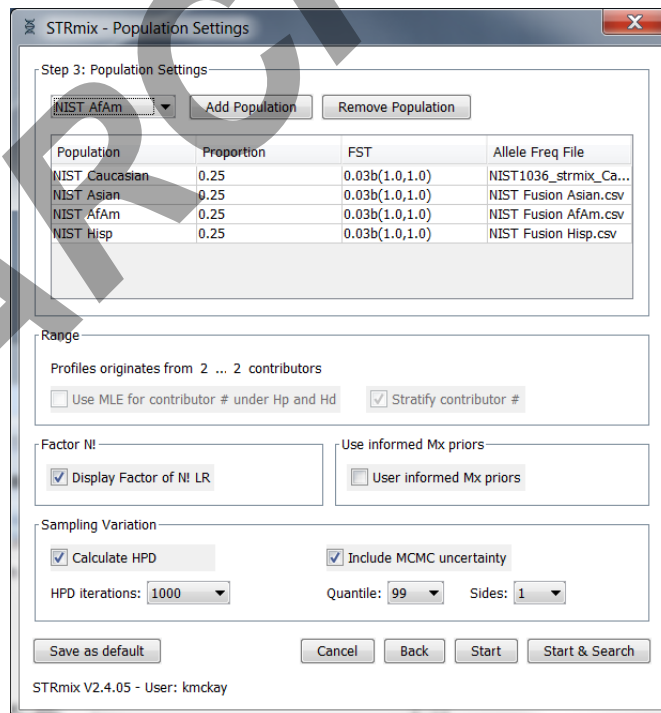 STRmix - Population Settings
Step 3: Population Settings
NIST AfAm Add Population Remove Population
Population Proportion FST Allele Freq File
NIST Caucasian 0.25 0.03b(1.0,1.0) NIST1036_strmix_Ca...
NIST Asian 0.25 0.03b(1.0,1.0) NIST Fusion Asian.csv
NIST AfAm 0.25 0.03b(1.0,1.0) NIST Fusion AfAm.csv
NIST Hisp 0.25 0.03b(1.0,1.0) NIST Fusion Hisp.csv
Range
Profiles originates from 2 ... 2 contributors
Use MLE for contributor # under Hp and Hd Stratify contributor #
Factor N! Use informed Mx priors
Display Factor of N! LR User informed Mx priors
Sampling Variation
Calculate HPD Include MCMC uncertainty
HPD iterations: 1000 Quantile: 99 Sides: 1
Save as default Cancel Back Start Start & Search
STRmix V2.4.05 - User: kmckay